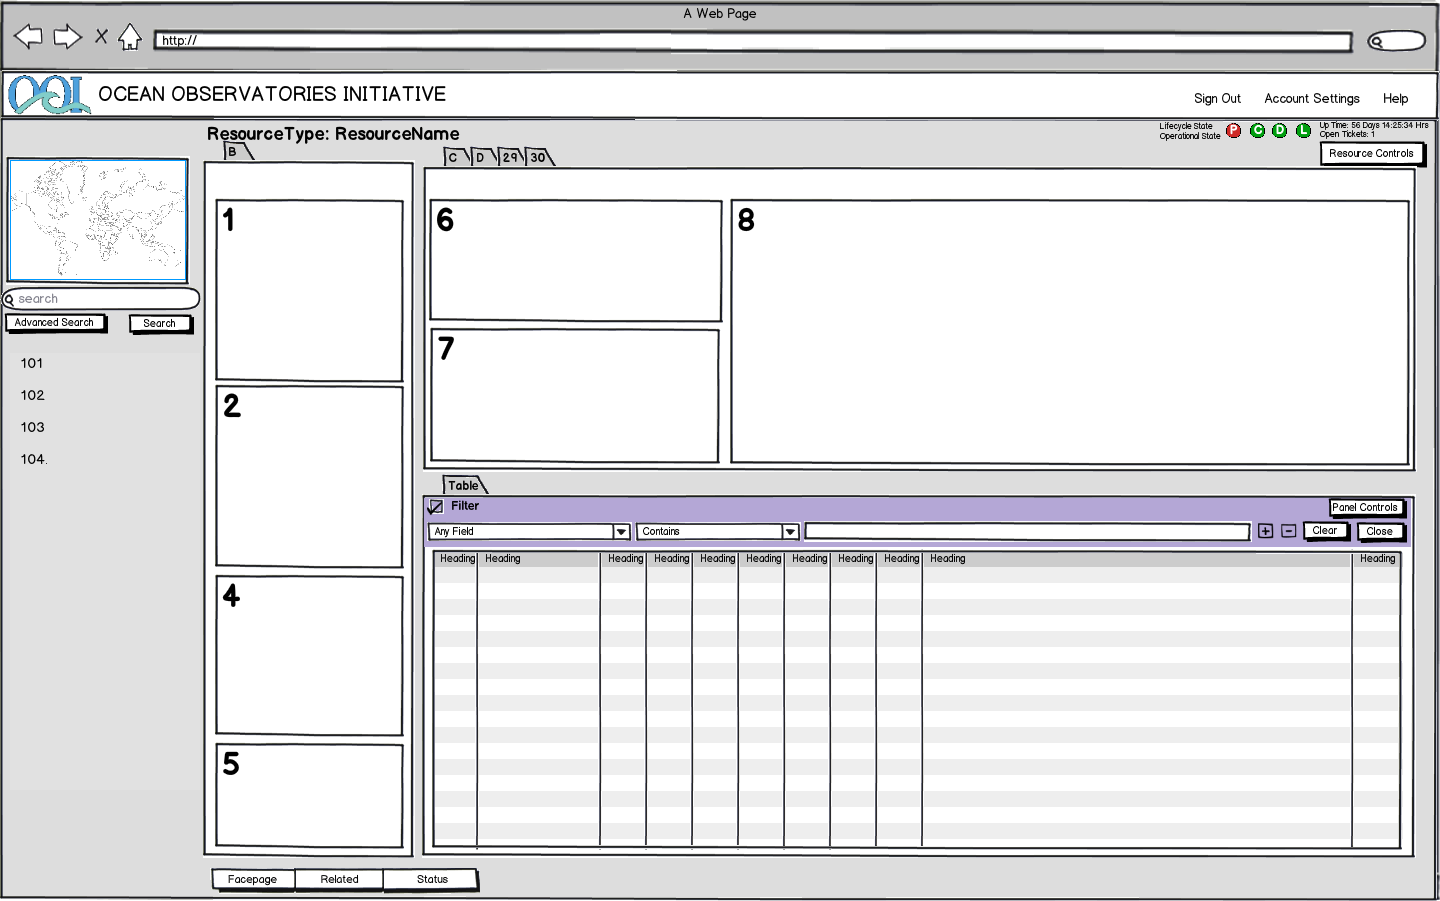 A Web Page
http://
OOI OCEAN OBSERVATORIES INITIATIVE
Sign Out Account Settings Help
ResourceType: ResourceName
Lifecycle State
Operational State
P C D L
Up Time: 56 Days 14:25:34 Hrs
Open Tickets: 1
Resource Controls
B
C D 29 30
search
Advanced Search Search
101
102
103
104.
1
2
4
5
6
7
8
Table
Filter
Panel Controls
Any Field Contains + - Clear Close
Heading Heading Heading Heading Heading Heading Heading Heading Heading Heading Heading
Facepage Related Status